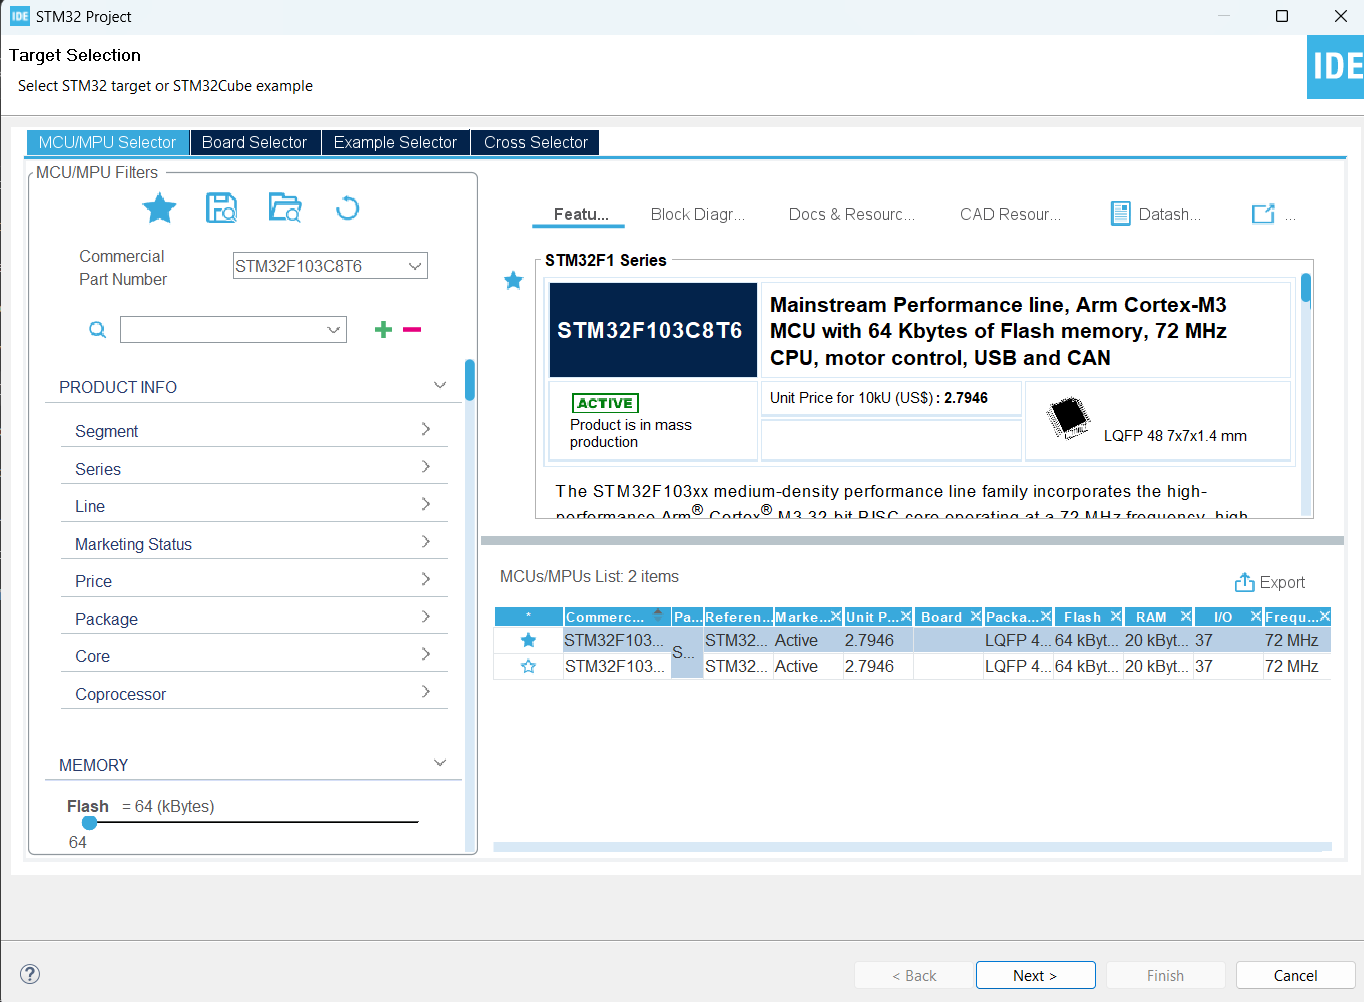 IDE STM32 Project
Target Selection
Select STM32 target or STM32Cube example
IDE
MCU/MPU Selector Board Selector Example Selector Cross Selector
MCU/MPU Filters
Commercial
Part Number
STM32F103C8T6
PRODUCT INFO
Segment
Series
Line
Marketing Status
Price
Package
Core
Coprocessor
MEMORY
Flash = 64 (kBytes)
64
Featu... Block Diagr... Docs & Resourc... CAD Resour... Datash... ...
STM32F1 Series
STM32F103C8T6
Mainstream Performance line, Arm Cortex-M3
MCU with 64 Kbytes of Flash memory, 72 MHz
CPU, motor control, USB and CAN
ACTIVE
Product is in mass
production
Unit Price for 10kU (US$) : 2.7946
LQFP 48 7x7x1.4 mm
The STM32F103xx medium-density performance line family incorporates the high-
performance Arm® Cortex® M3 32-bit RISC core operating at a 72 MHz frequency, high
MCUs/MPUs List: 2 items
Export
* Commerc... Pa... Referen... Marke... Unit P... Board Packa... Flash RAM I/O Frequ...
STM32F103... S... STM32... Active 2.7946 LQFP 4... 64 kByt... 20 kByt... 37 72 MHz
STM32F103... STM32... Active 2.7946 LQFP 4... 64 kByt... 20 kByt... 37 72 MHz
? < Back Next > Finish Cancel